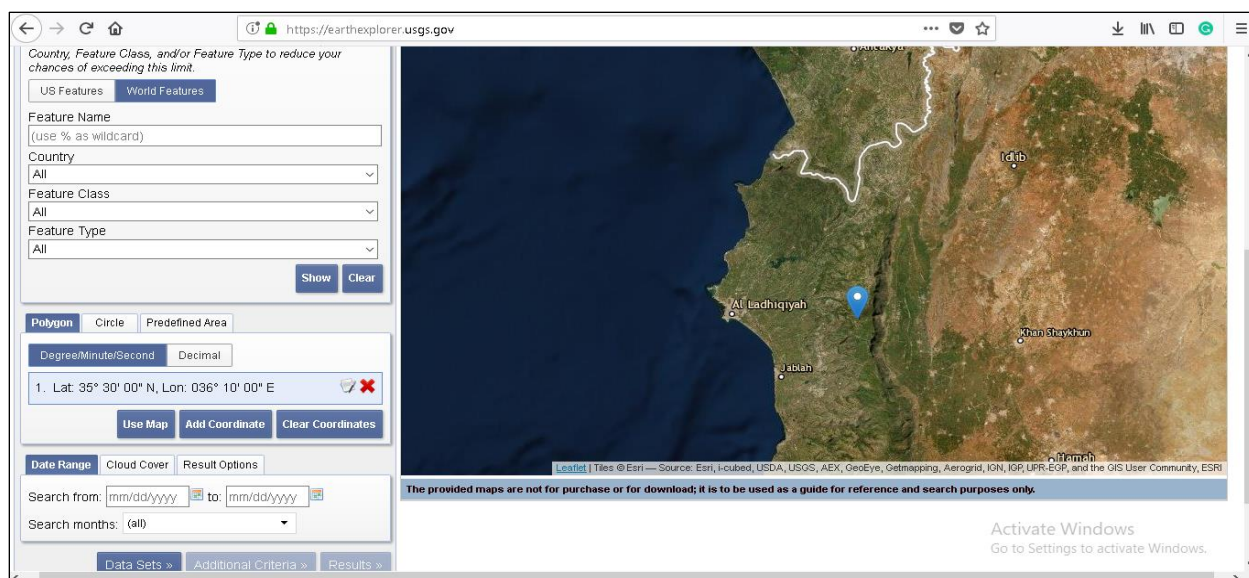 https://earthexplorer.usgs.gov
Country, Feature Class, and/or Feature Type to reduce your
chances of exceeding this limit.
US Features World Features
Feature Name
(use % as wildcard)
Country
All
Feature Class
All
Feature Type
All
Show Clear
Polygon Circle Predefined Area
Degree/Minute/Second Decimal
1. Lat: 35° 30' 00" N, Lon: 036° 10' 00" E
Use Map Add Coordinate Clear Coordinates
Date Range Cloud Cover Result Options
Search from: mm/dd/yyyy to: mm/dd/yyyy
Search months: (all)
Data Sets » Additional Criteria » Results »
Antakya
Idlib
Al Ladhiqiyah
Khan Shaykhun
Jablah
Hamah
Leaflet | Tiles © Esri — Source: Esri, i-cubed, USDA, USGS, AEX, GeoEye, Getmapping, Aerogrid, IGN, IGP, UPR-EGP, and the GIS User Community, ESRI
The provided maps are not for purchase or for download; it is to be used as a guide for reference and search purposes only.
Activate Windows
Go to Settings to activate Windows.